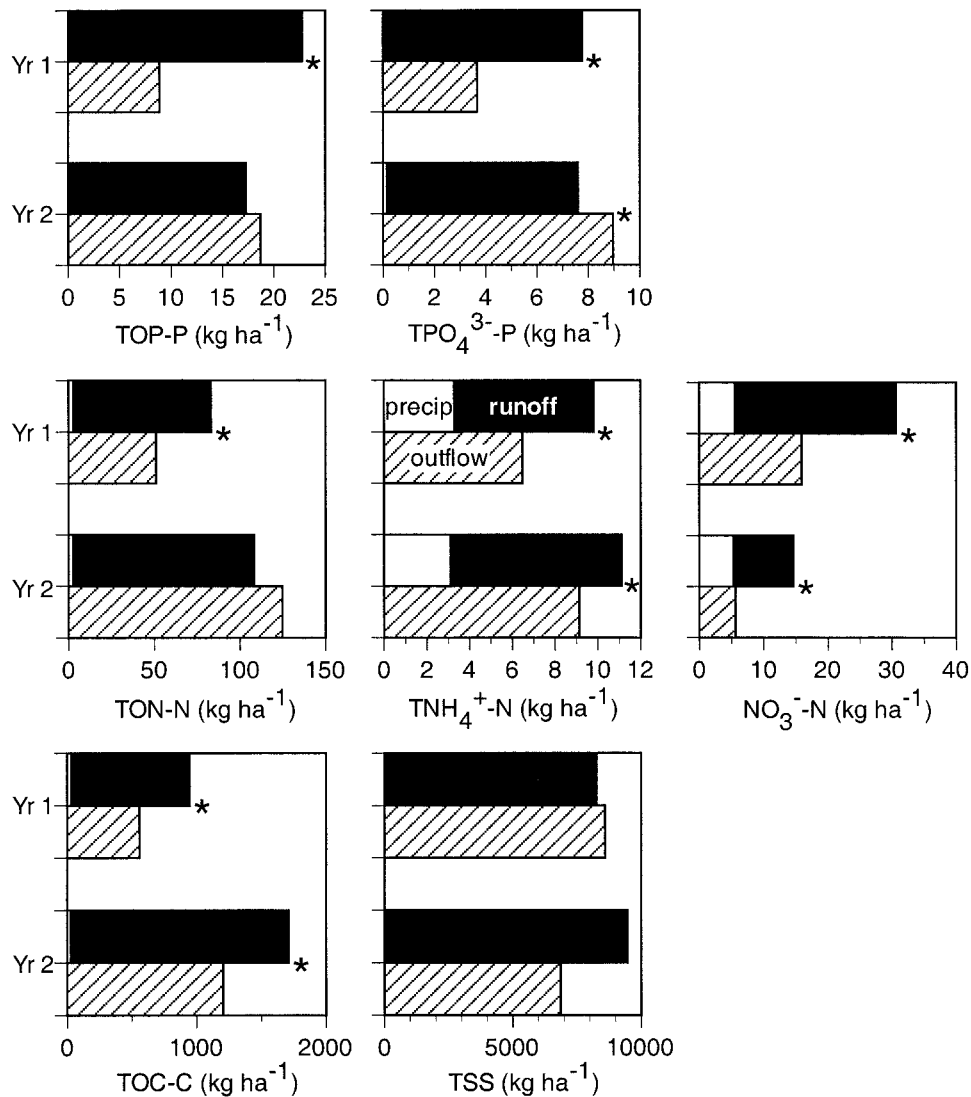 Yr 1
*
*
Yr 2
*
0 5 10 15 20 25
0 2 4 6 8 10
TOP-P (kg ha⁻¹)
TPO₄³⁻-P (kg ha⁻¹)
Yr 1
*
precip runoff
*
outflow
*
Yr 2
*
*
0 50 100 150
0 2 4 6 8 10 12
0 10 20 30 40
TON-N (kg ha⁻¹)
TNH₄⁺-N (kg ha⁻¹)
NO₃⁻-N (kg ha⁻¹)
Yr 1
*
Yr 2
*
0 1000 2000
0 5000 10000
TOC-C (kg ha⁻¹)
TSS (kg ha⁻¹)